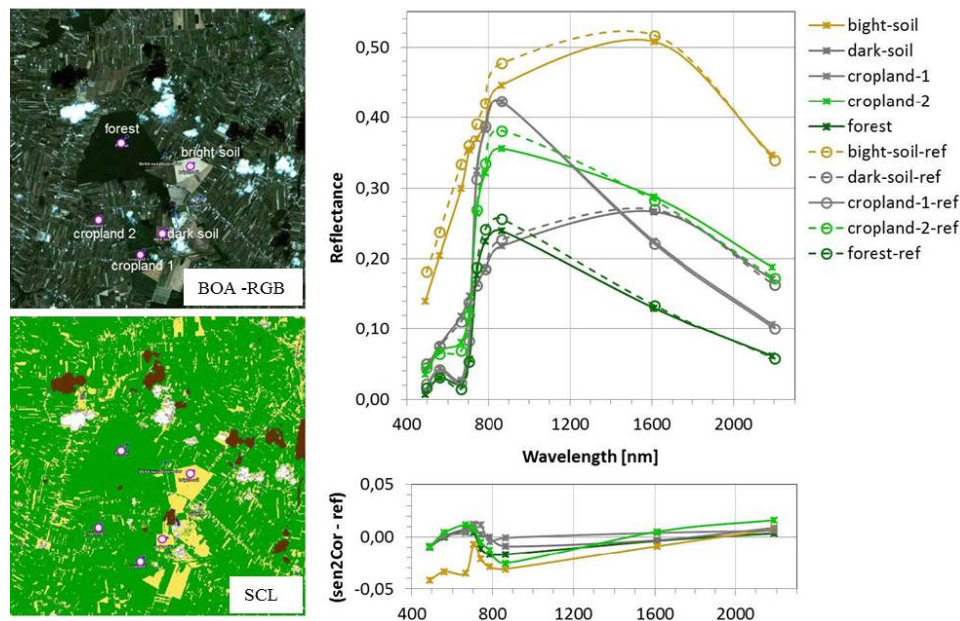 forest
bright soil
cropland 2
dark soil
cropland 1
BOA -RGB
SCL
0,50
0,40
0,30
0,20
0,10
0,00
Reflectance
400
800
1200
1600
2000
Wavelength [nm]
bight-soil
dark-soil
cropland-1
cropland-2
forest
bight-soil-ref
dark-soil-ref
cropland-1-ref
cropland-2-ref
forest-ref
0,05
0,00
-0,05
(sen2Cor - ref)
400
800
1200
1600
2000